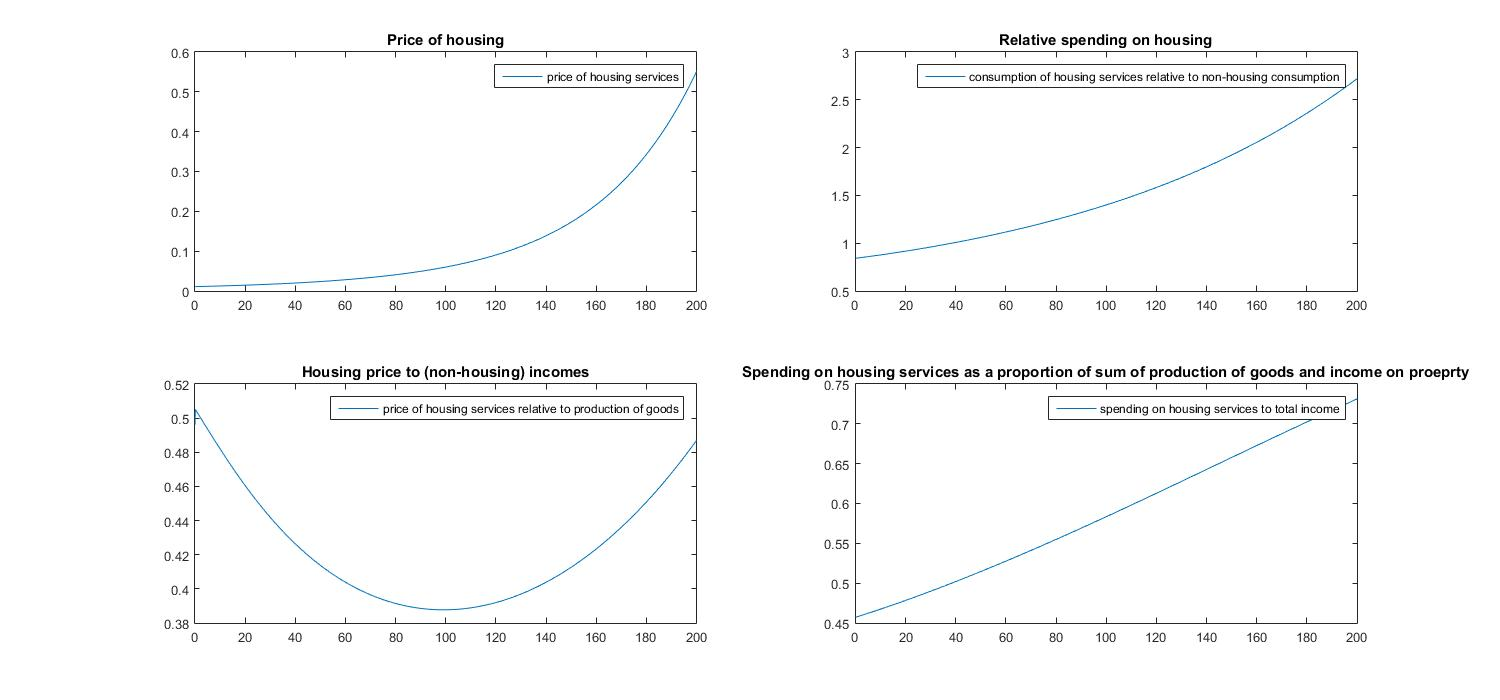 Price of housing
0.6
0.5
0.4
0.3
0.2
0.1
0
price of housing services
0 20 40 60 80 100 120 140 160 180 200
Relative spending on housing
3
2.5
2
1.5
1
0.5
consumption of housing services relative to non-housing consumption
0 20 40 60 80 100 120 140 160 180 200
Housing price to (non-housing) incomes
0.52
0.5
0.48
0.46
0.44
0.42
0.4
0.38
price of housing services relative to production of goods
0 20 40 60 80 100 120 140 160 180 200
Spending on housing services as a proportion of sum of production of goods and income on proeprty
0.75
0.7
0.65
0.6
0.55
0.5
0.45
spending on housing services to total income
0 20 40 60 80 100 120 140 160 180 200